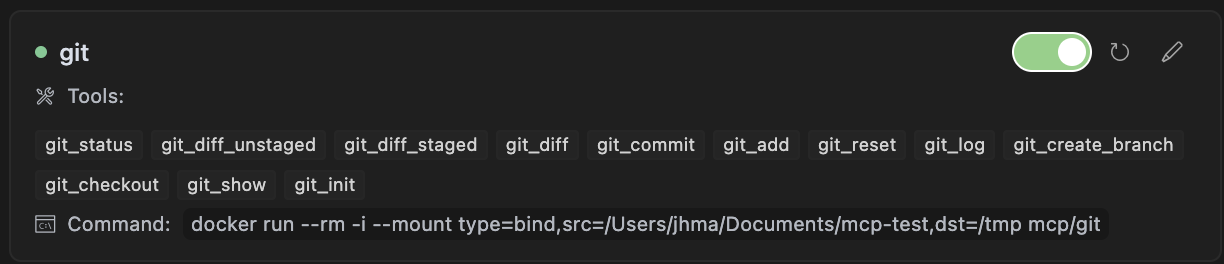 git
Tools:
git_status git_diff_unstaged git_diff_staged git_diff git_commit git_add git_reset git_log git_create_branch
git_checkout git_show git_init
C:\ Command: docker run --rm -i --mount type=bind,src=/Users/jhma/Documents/mcp-test,dst=/tmp mcp/git